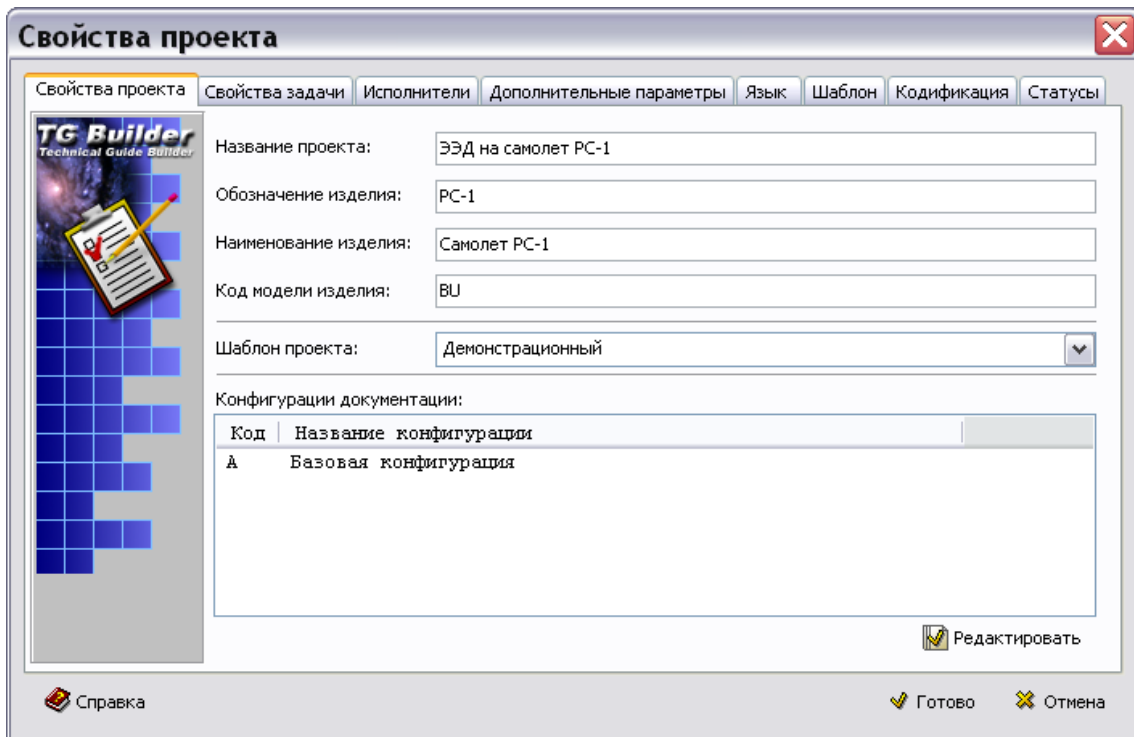 Свойства проекта
Свойства проекта Свойства задачи Исполнители Дополнительные параметры Язык Шаблон Кодификация Статусы
TG Builder
Technical Guide Builder
Название проекта: ЭЭД на самолет РС-1
Обозначение изделия: РС-1
Наименование изделия: Самолет РС-1
Код модели изделия: BU
Шаблон проекта: Демонстрационный
Конфигурации документации:
Код Название конфигурации
А Базовая конфигурация
Редактировать
Справка Готово Отмена